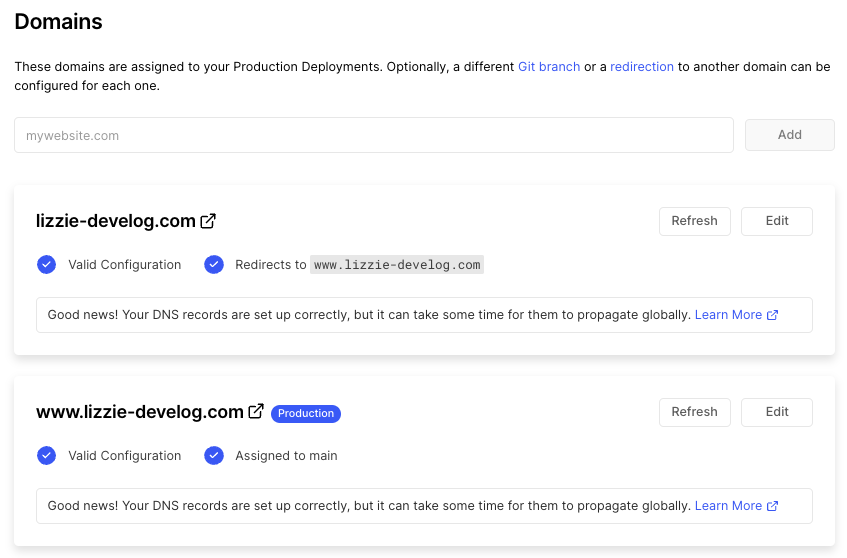 Domains
These domains are assigned to your Production Deployments. Optionally, a different Git branch or a redirection to another domain can be
configured for each one.
mywebsite.com
Add
lizzie-develog.com
Refresh
Edit
Valid Configuration
Redirects to www.lizzie-develog.com
Good news! Your DNS records are set up correctly, but it can take some time for them to propagate globally. Learn More
www.lizzie-develog.com
Production
Refresh
Edit
Valid Configuration
Assigned to main
Good news! Your DNS records are set up correctly, but it can take some time for them to propagate globally. Learn More